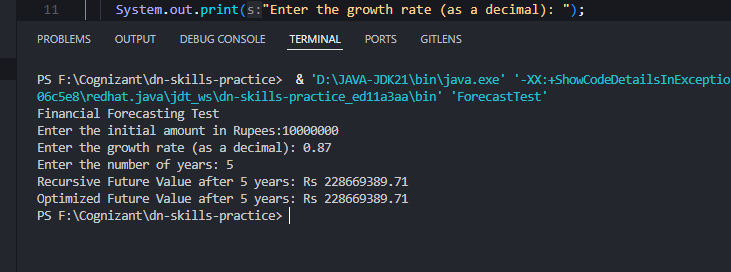 11 System.out.print(s:"Enter the growth rate (as a decimal): ");
PROBLEMS OUTPUT DEBUG CONSOLE TERMINAL PORTS GITLENS
PS F:\Cognizant\dn-skills-practice> & 'D:\JAVA-JDK21\bin\java.exe' '-XX:+ShowCodeDetailsInExceptio
06c5e8\redhat.java\jdt_ws\dn-skills-practice_ed11a3aa\bin' 'ForecastTest'
Financial Forecasting Test
Enter the initial amount in Rupees:10000000
Enter the growth rate (as a decimal): 0.87
Enter the number of years: 5
Recursive Future Value after 5 years: Rs 228669389.71
Optimized Future Value after 5 years: Rs 228669389.71
PS F:\Cognizant\dn-skills-practice>